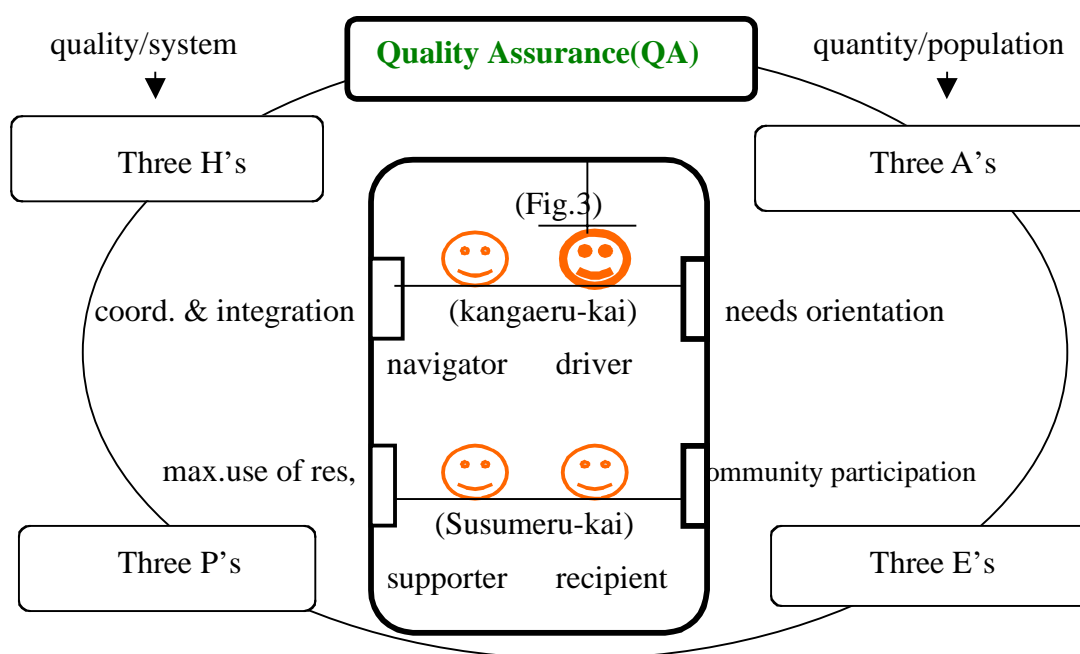 quality/system
Quality Assurance(QA)
quantity/population
Three H’s
Three A’s
(Fig.3)
coord. & integration
(kangaeru-kai)
needs orientation
navigator driver
max.use of res,
ommunity participation
(Susumeru-kai)
Three P’s
supporter recipient
Three E’s